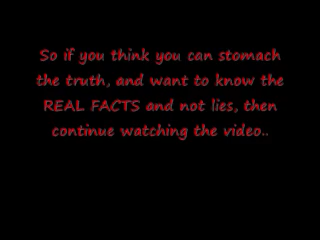 So if you think you can stomach
the truth, and want to know the
REAL FACTS and not lies, then
continue watching the video..